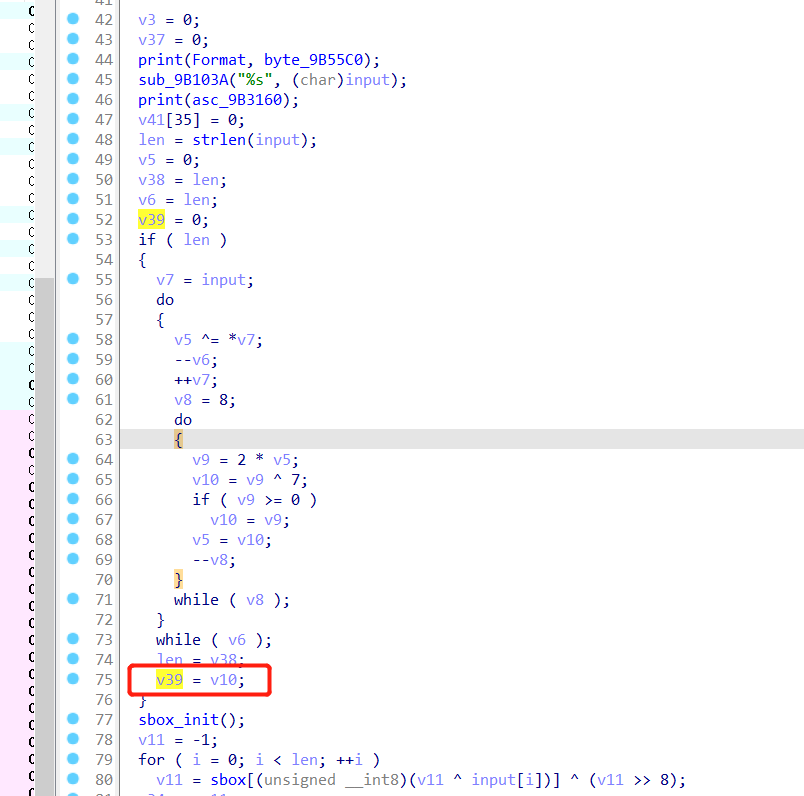 42 v3 = 0;
43 v37 = 0;
44 print(Format, byte_9B55C0);
45 sub_9B103A("%s", (char)input);
46 print(asc_9B3160);
47 v41[35] = 0;
48 len = strlen(input);
49 v5 = 0;
50 v38 = len;
51 v6 = len;
52 v39 = 0;
53 if ( len )
54 {
55 v7 = input;
56 do
57 {
58 v5 ^= *v7;
59 --v6;
60 ++v7;
61 v8 = 8;
62 do
63 {
64 v9 = 2 * v5;
65 v10 = v9 ^ 7;
66 if ( v9 >= 0 )
67 v10 = v9;
68 v5 = v10;
69 --v8;
70 }
71 while ( v8 );
72 }
73 while ( v6 );
74 len = v38;
75 v39 = v10;
76 }
77 sbox_init();
78 v11 = -1;
79 for ( i = 0; i < len; ++i )
80 v11 = sbox[(unsigned __int8)(v11 ^ input[i])] ^ (v11 >> 8);